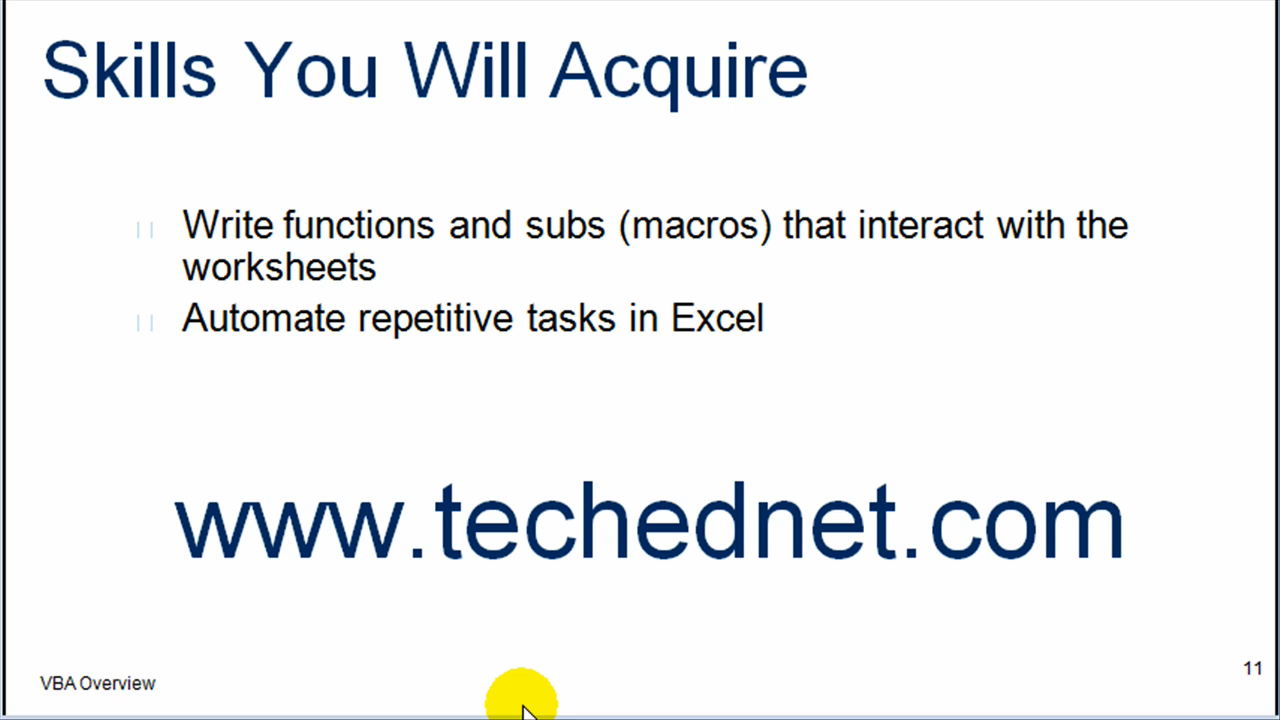 Skills You Will Acquire
Write functions and subs (macros) that interact with the
worksheets
Automate repetitive tasks in Excel
www.techednet.com
VBA Overview
11